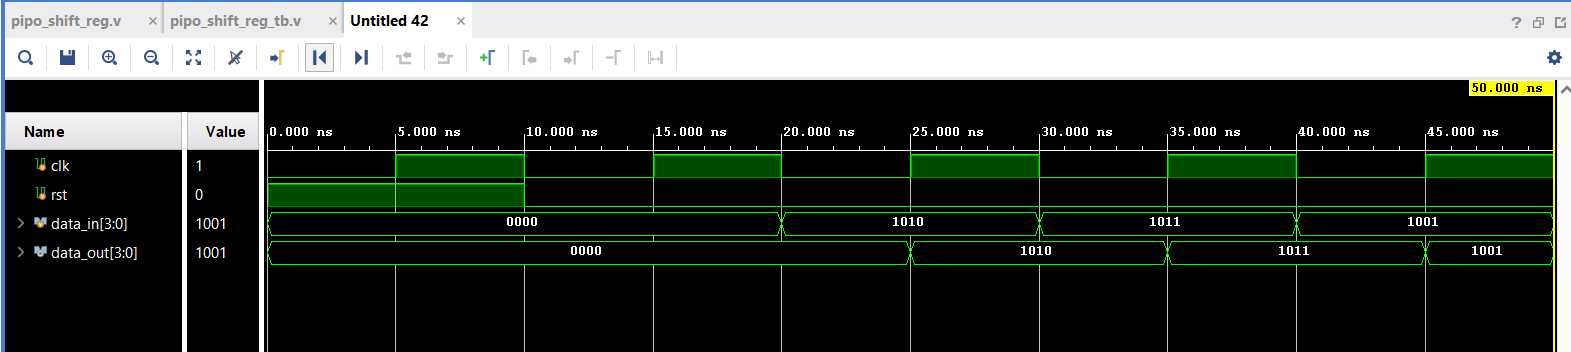 pipo_shift_reg.v × pipo_shift_reg_tb.v × Untitled 42 × ?
50.000 ns
Name Value 0.000 ns 5.000 ns 10.000 ns 15.000 ns 20.000 ns 25.000 ns 30.000 ns 35.000 ns 40.000 ns 45.000 ns
clk 1
rst 0
data_in[3:0] 1001 0000 1010 1011 1001
data_out[3:0] 1001 0000 1010 1011 1001